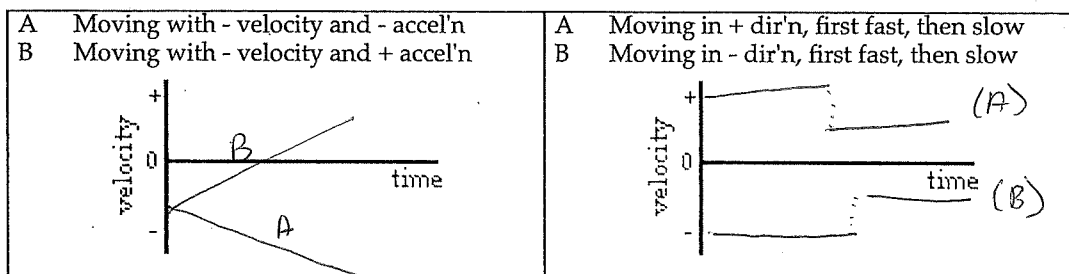 A Moving with - velocity and - accel'n
B Moving with - velocity and + accel'n
+
B
velocity
0
time
A
-
A Moving in + dir'n, first fast, then slow
B Moving in - dir'n, first fast, then slow
+
(A)
velocity
0
time
(B)
-